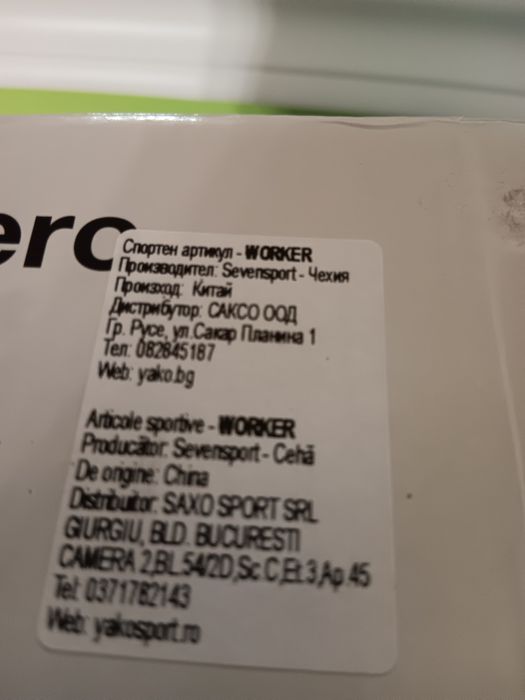 ero
Спортен артикул - WORKER
Производител: Sevensport - Чехия
Произход: Китай
Дистрибутор: САКСО ООД
Гр. Русе, ул.Сакар Планина 1
Тел: 082845187
Web: yako.bg
Articole sportive - WORKER
Producător: Sevensport - Cehă
De origine: China
Distribuitor: SAXO SPORT SRL
GIURGIU, BLD. BUCURESTI
CAMERA 2,BL.54/2D,Sc.C,Et.3,Ap 45
Tel: 0371782143
Web: yakosport.ro